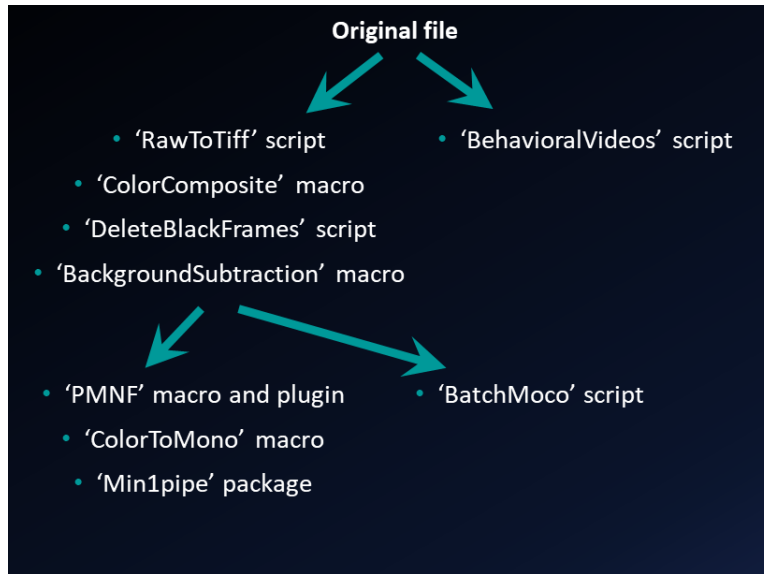 Original file
• ‘RawToTiff’ script
• ‘BehavioralVideos’ script
• ‘ColorComposite’ macro
• ‘DeleteBlackFrames’ script
• ‘BackgroundSubtraction’ macro
• ‘PMNF’ macro and plugin
• ‘BatchMoco’ script
• ‘ColorToMono’ macro
• ‘Min1pipe’ package